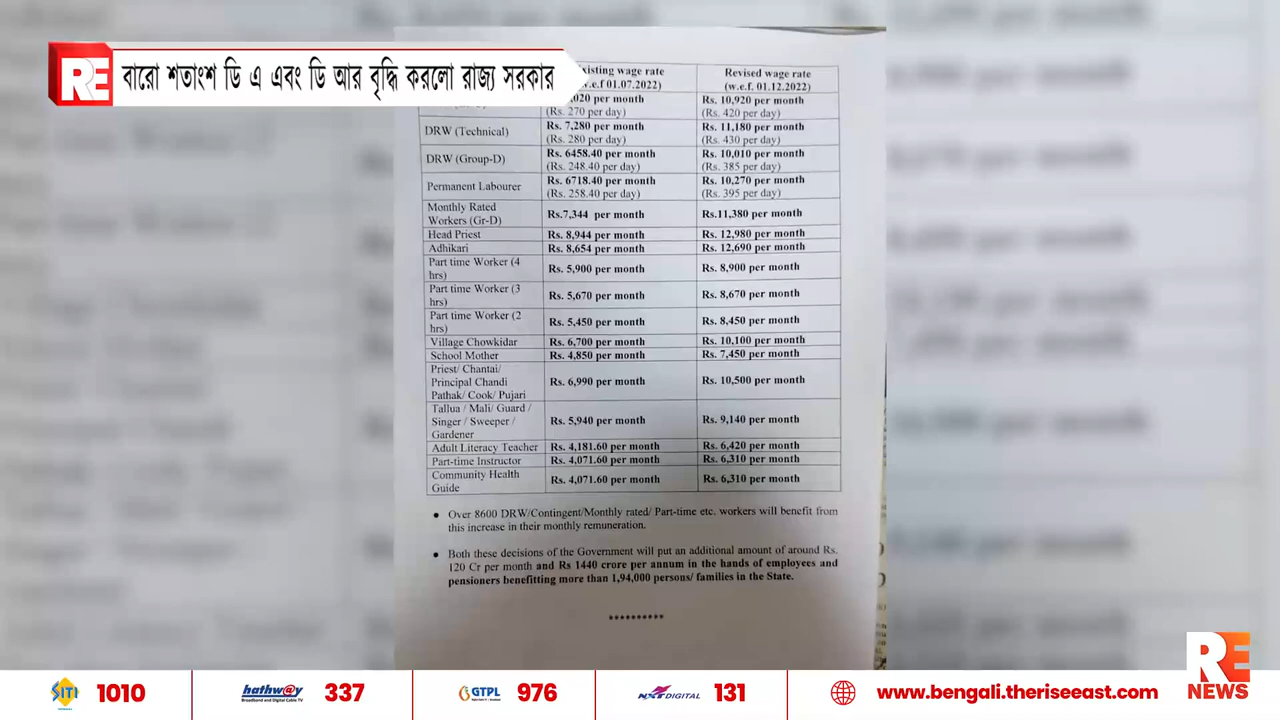 RE
বারো শতাংশ ডি এ এবং ডি আর বৃদ্ধি করলো রাজ্য সরকার
isting wage rate
Revised wage rate
w.e.f 01.07.2022)
(w.e.f. 01.12.2022)
020 per month
Rs. 10,920 per month
(Rs. 270 per day)
(Rs. 420 per day)
DRW (Technical)
Rs. 7,280 per month
Rs. 11,180 per month
(Rs. 280 per day)
(Rs. 430 per day)
DRW (Group-D)
Rs. 6458.40 per month
Rs. 10,010 per month
(Rs. 248.40 per day)
(Rs. 385 per day)
Permanent Labourer
Rs. 6718.40 per month
Rs. 10,270 per month
(Rs. 258.40 per day)
(Rs. 395 per day)
Monthly Rated
Workers (Gr-D)
Rs.7,344 per month
Rs.11,380 per month
Head Priest
Rs. 8,944 per month
Rs. 12,980 per month
Adhikari
Rs. 8,654 per month
Rs. 12,690 per month
Part time Worker (4
hrs)
Rs. 5,900 per month
Rs. 8,900 per month
Part time Worker (3
hrs)
Rs. 5,670 per month
Rs. 8,670 per month
Part time Worker (2
hrs)
Rs. 5,450 per month
Rs. 8,450 per month
Village Chowkidar
Rs. 6,700 per month
Rs. 10,100 per month
School Mother
Rs. 4,850 per month
Rs. 7,450 per month
Priest/ Chantai/
Principal Chandi
Pathak/ Cook/ Pujari
Rs. 6,990 per month
Rs. 10,500 per month
Tallua / Mali/ Guard /
Singer / Sweeper /
Gardener
Rs. 5,940 per month
Rs. 9,140 per month
Adult Literacy Teacher
Rs. 4,181.60 per month
Rs. 6,420 per month
Part-time Instructor
Rs. 4,071.60 per month
Rs. 6,310 per month
Community Health
Guide
Rs. 4,071.60 per month
Rs. 6,310 per month
• Over 8600 DRW/Contingent/Monthly rated/ Part-time etc. workers will benefit from
this increase in their monthly remuneration.
• Both these decisions of the Government will put an additional amount of around Rs.
120 Cr per month and Rs 1440 crore per annum in the hands of employees and
pensioners benefitting more than 1,94,000 persons/ families in the State.
**********
RE
NEWS
SITI 1010
hathw@y
Broadband and Digital Cable TV
337
GTPL 976
NXT DIGITAL 131
www.bengali.theriseeast.com